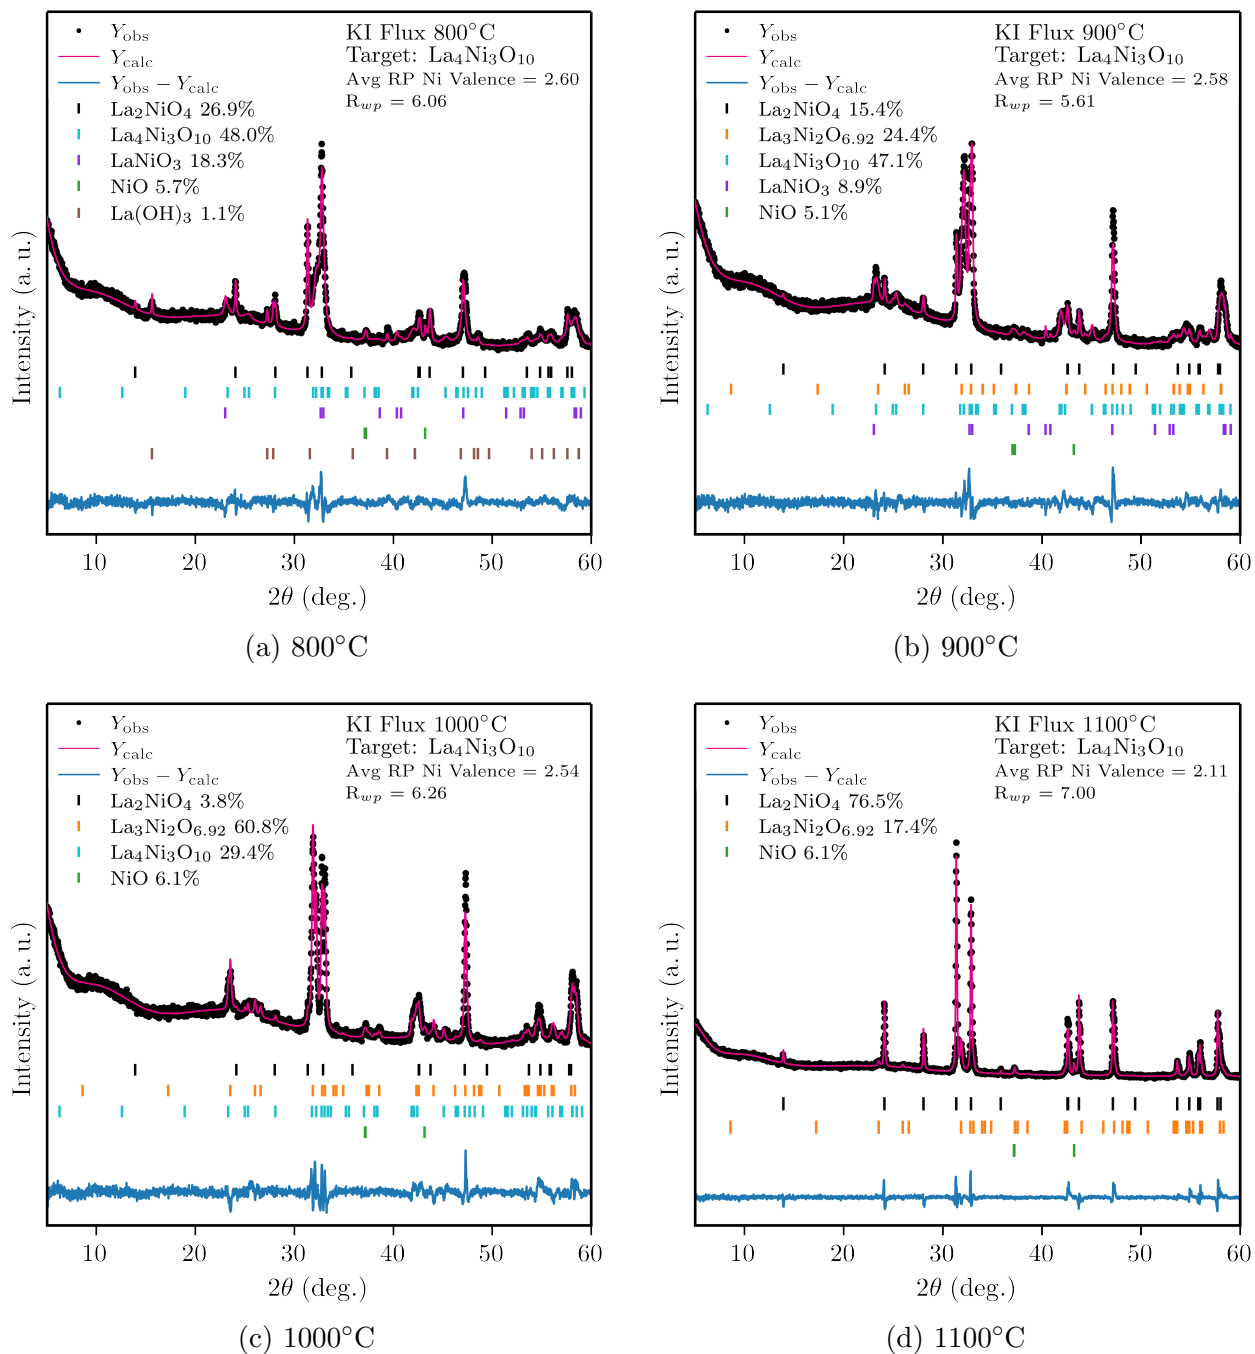 Y_obs
Y_calc
Y_obs − Y_calc
La₂NiO₄ 26.9%
La₄Ni₃O₁₀ 48.0%
LaNiO₃ 18.3%
NiO 5.7%
La(OH)₃ 1.1%
KI Flux 800°C
Target: La₄Ni₃O₁₀
Avg RP Ni Valence = 2.60
R_wp = 6.06
Intensity (a. u.)
10 20 30 40 50 60
2θ (deg.)
(a) 800°C
Y_obs
Y_calc
Y_obs − Y_calc
La₂NiO₄ 15.4%
La₃Ni₂O₆.₉₂ 24.4%
La₄Ni₃O₁₀ 47.1%
LaNiO₃ 8.9%
NiO 5.1%
KI Flux 900°C
Target: La₄Ni₃O₁₀
Avg RP Ni Valence = 2.58
R_wp = 5.61
Intensity (a. u.)
10 20 30 40 50 60
2θ (deg.)
(b) 900°C
Y_obs
Y_calc
Y_obs − Y_calc
La₂NiO₄ 3.8%
La₃Ni₂O₆.₉₂ 60.8%
La₄Ni₃O₁₀ 29.4%
NiO 6.1%
KI Flux 1000°C
Target: La₄Ni₃O₁₀
Avg RP Ni Valence = 2.54
R_wp = 6.26
Intensity (a. u.)
10 20 30 40 50 60
2θ (deg.)
(c) 1000°C
Y_obs
Y_calc
Y_obs − Y_calc
La₂NiO₄ 76.5%
La₃Ni₂O₆.₉₂ 17.4%
NiO 6.1%
KI Flux 1100°C
Target: La₄Ni₃O₁₀
Avg RP Ni Valence = 2.11
R_wp = 7.00
Intensity (a. u.)
10 20 30 40 50 60
2θ (deg.)
(d) 1100°C